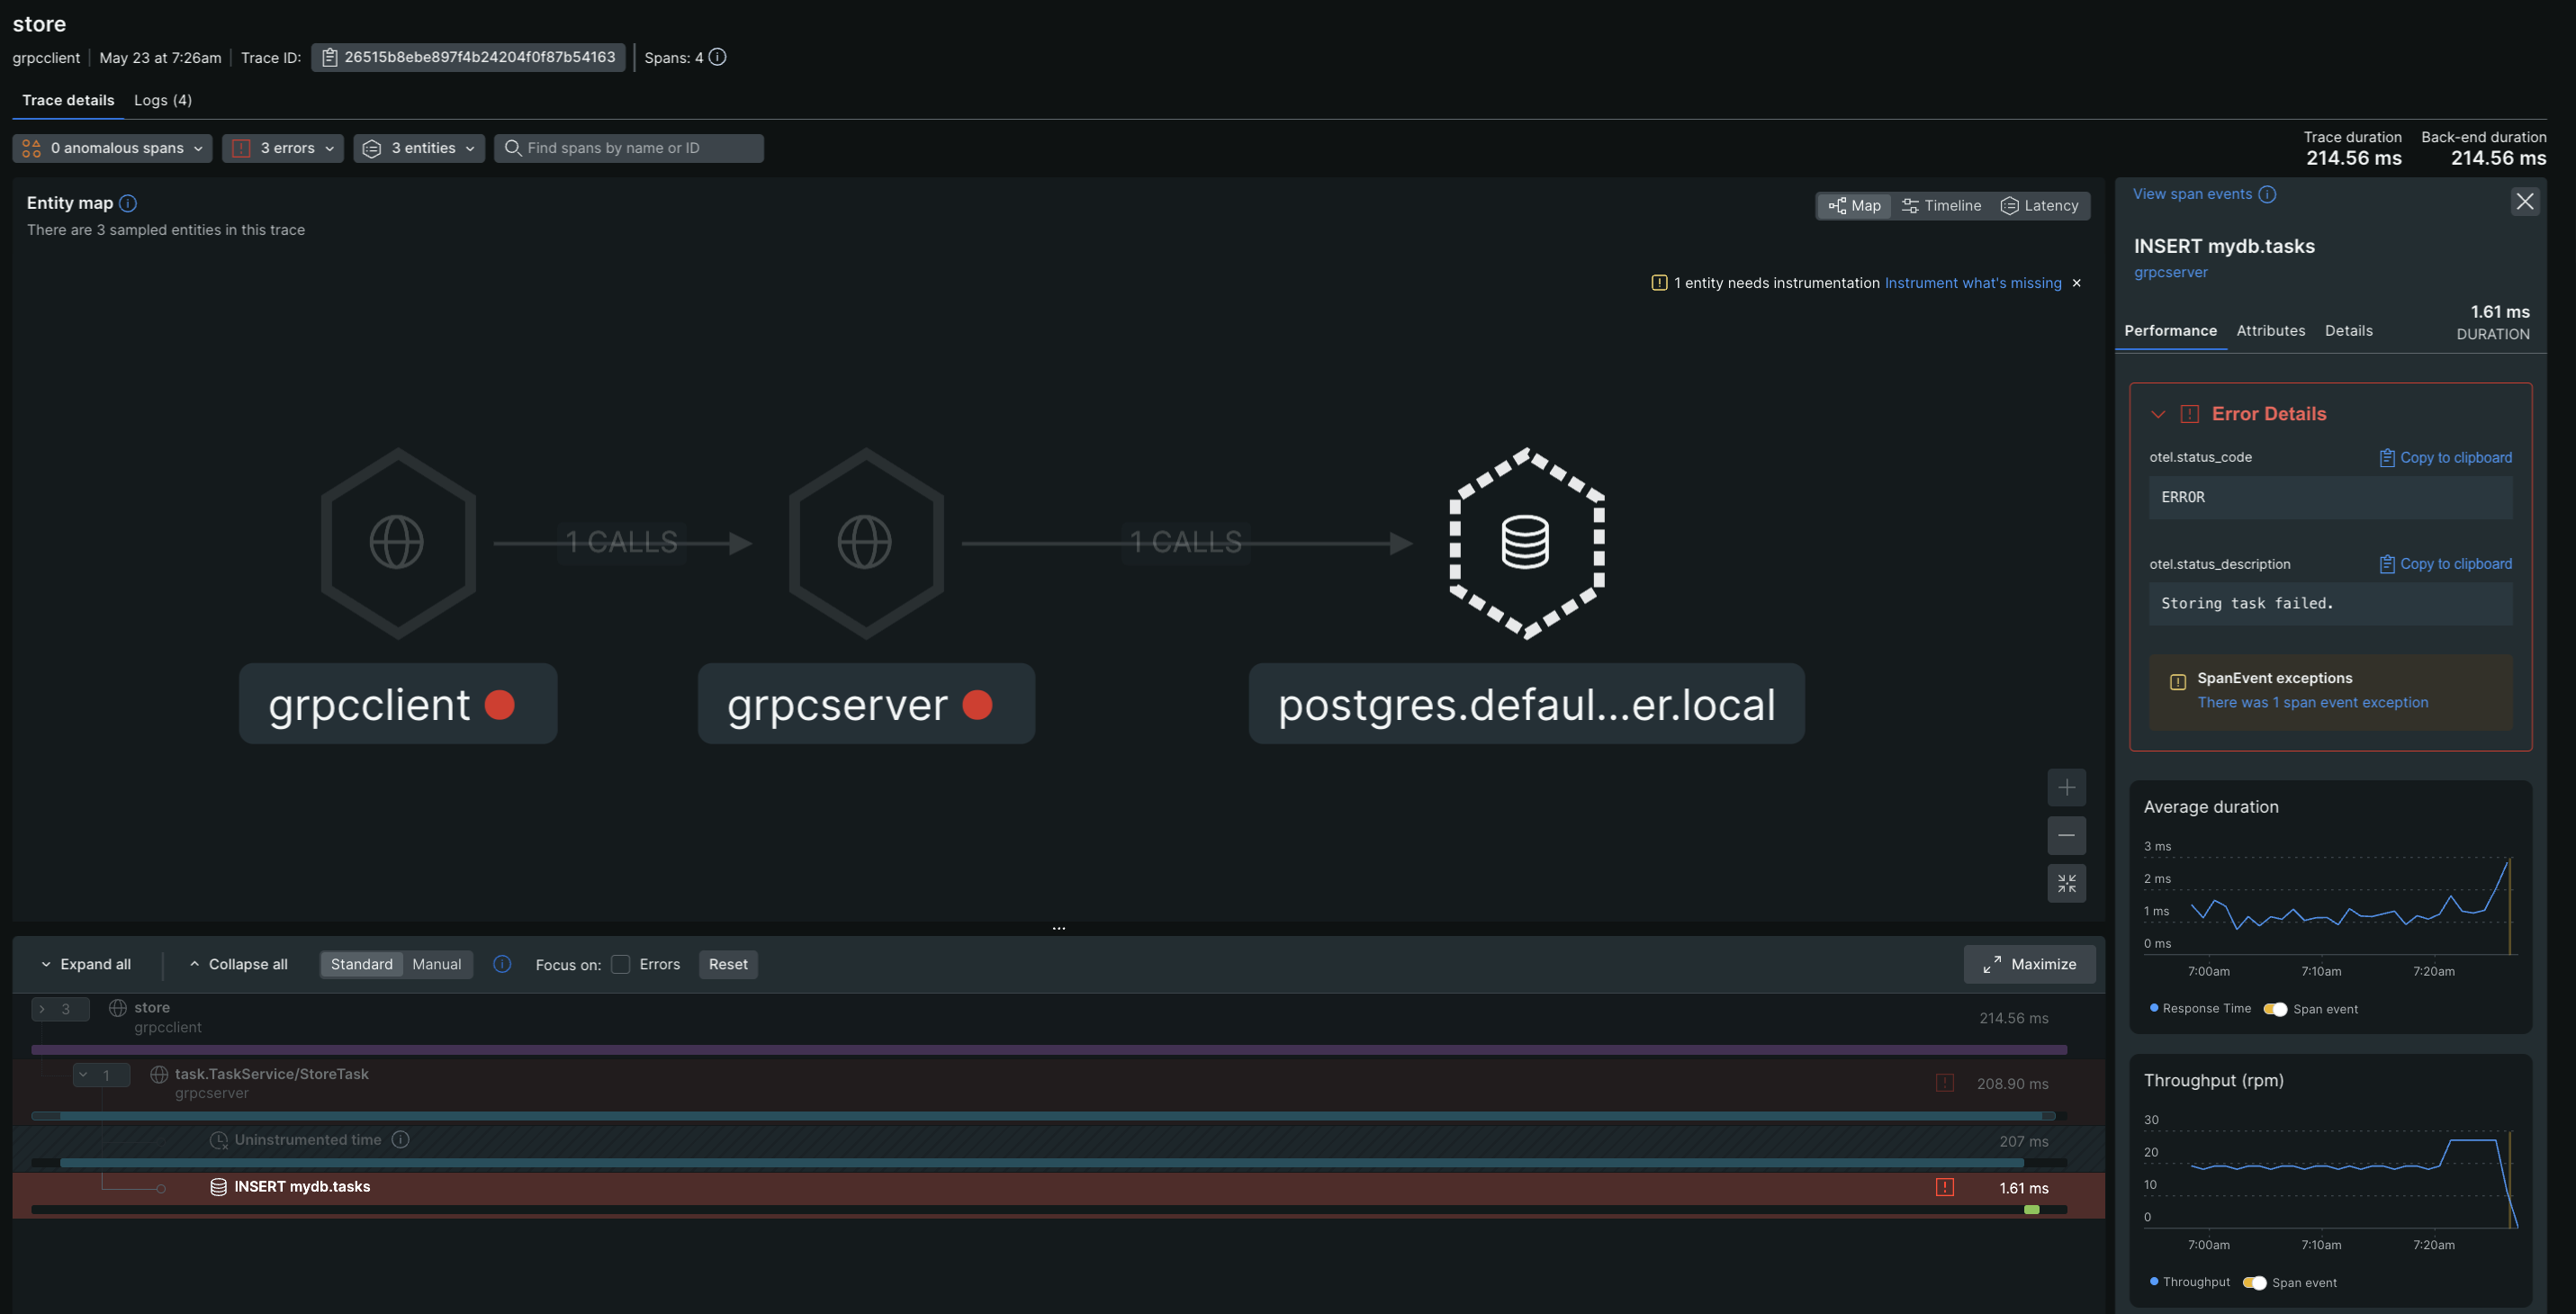 store
grpcclient May 23 at 7:26am Trace ID: 26515b8ebe897f4b24204f0f87b54163 Spans: 4
Trace details Logs (4)
0 anomalous spans 3 errors 3 entities Find spans by name or ID
Trace duration Back-end duration
214.56 ms 214.56 ms
Entity map
There are 3 sampled entities in this trace
Map Timeline Latency
1 entity needs instrumentation Instrument what's missing
1 CALLS 1 CALLS
grpcclient grpcserver postgres.defaul...er.local
Expand all Collapse all Standard Manual Focus on: Errors Reset Maximize
3 store
grpcclient
214.56 ms
1 task.TaskService/StoreTask
grpcserver
208.90 ms
Uninstrumented time 207 ms
INSERT mydb.tasks 1.61 ms
View span events
INSERT mydb.tasks
grpcserver
1.61 ms
Performance Attributes Details DURATION
Error Details
otel.status_code Copy to clipboard
ERROR
otel.status_description Copy to clipboard
Storing task failed.
SpanEvent exceptions
There was 1 span event exception
Average duration
3 ms
2 ms
1 ms
0 ms
7:00am 7:10am 7:20am
Response Time Span event
Throughput (rpm)
30
20
10
0
7:00am 7:10am 7:20am
Throughput Span event